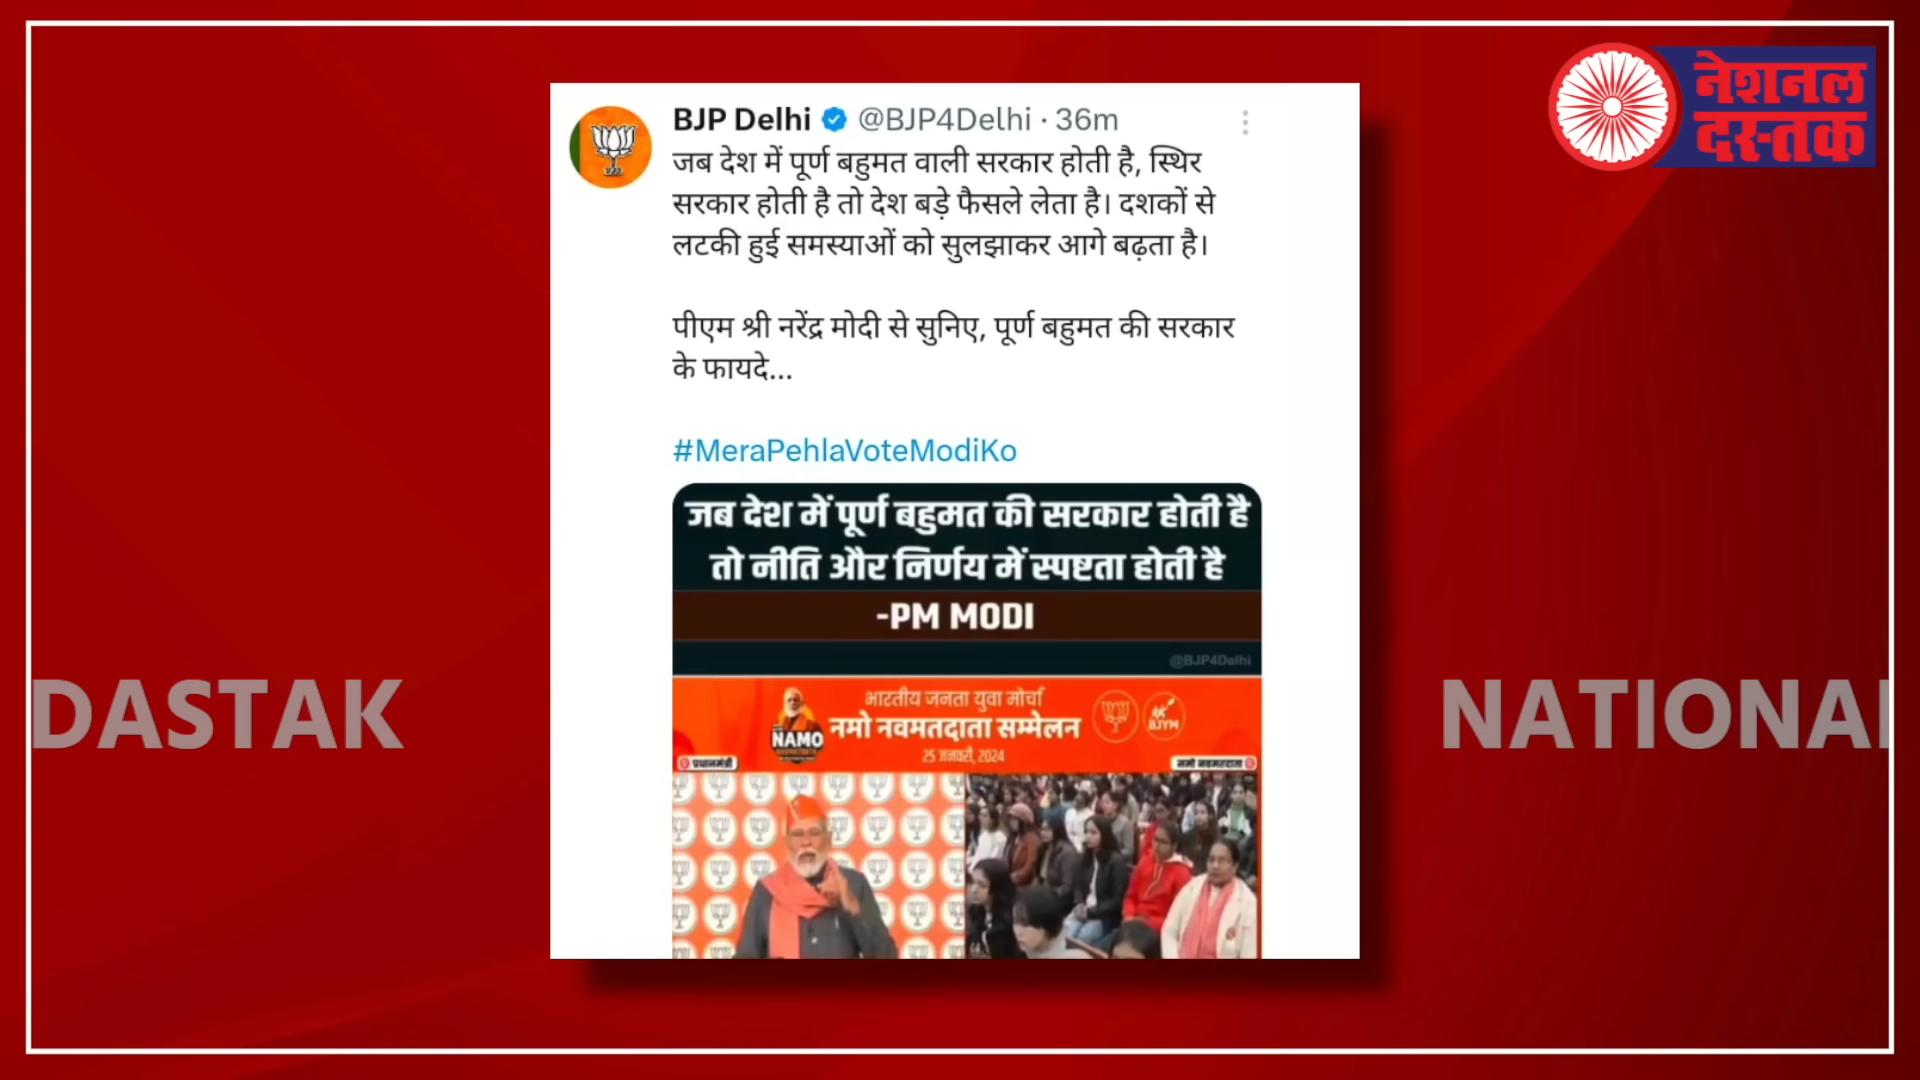 नेशनल
दस्तक
BJP Delhi @BJP4Delhi · 36m
जब देश में पूर्ण बहुमत वाली सरकार होती है, स्थिर
सरकार होती है तो देश बड़े फैसले लेता है। दशकों से
लटकी हुई समस्याओं को सुलझाकर आगे बढ़ता है।
पीएम श्री नरेंद्र मोदी से सुनिए, पूर्ण बहुमत की सरकार
के फायदे...
#MeraPehlaVoteModiKo
जब देश में पूर्ण बहुमत की सरकार होती है
तो नीति और निर्णय में स्पष्टता होती है
-PM MODI
@BJP4Delhi
भारतीय जनता युवा मोर्चा
नमो नवमतदाता सम्मेलन
25 जनवरी, 2024
NAMO
BJYM
प्रधानमंत्री
नमो नवमतदाता
DASTAK
NATIONAL